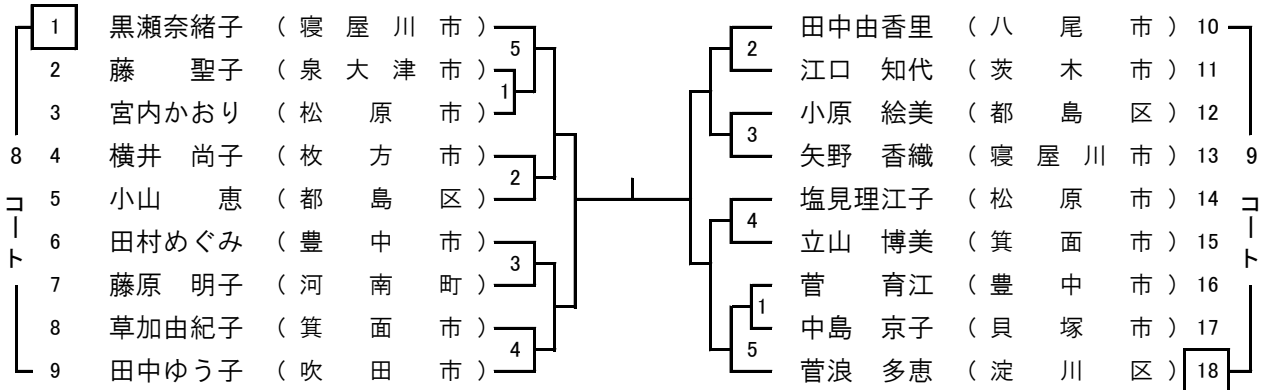 1 黒瀬奈緒子 （寝屋川市） 5 田中由香里 （八尾市） 10
2 藤 聖子 （泉大津市） 1 2 江口 知代 （茨木市） 11
3 宮内かおり （松原市） 小原 絵美 （都島区） 12
8コート 4 横井 尚子 （枚方市） 2 3 矢野 香織 （寝屋川市） 13 9コート
5 小山 恵 （都島区） 塩見理江子 （松原市） 14
6 田村めぐみ （豊中市） 3 4 立山 博美 （箕面市） 15
7 藤原 明子 （河南町） 菅 育江 （豊中市） 16
8 草加由紀子 （箕面市） 4 1 中島 京子 （貝塚市） 17
9 田中ゆう子 （吹田市） 5 菅浪 多恵 （淀川区） 18